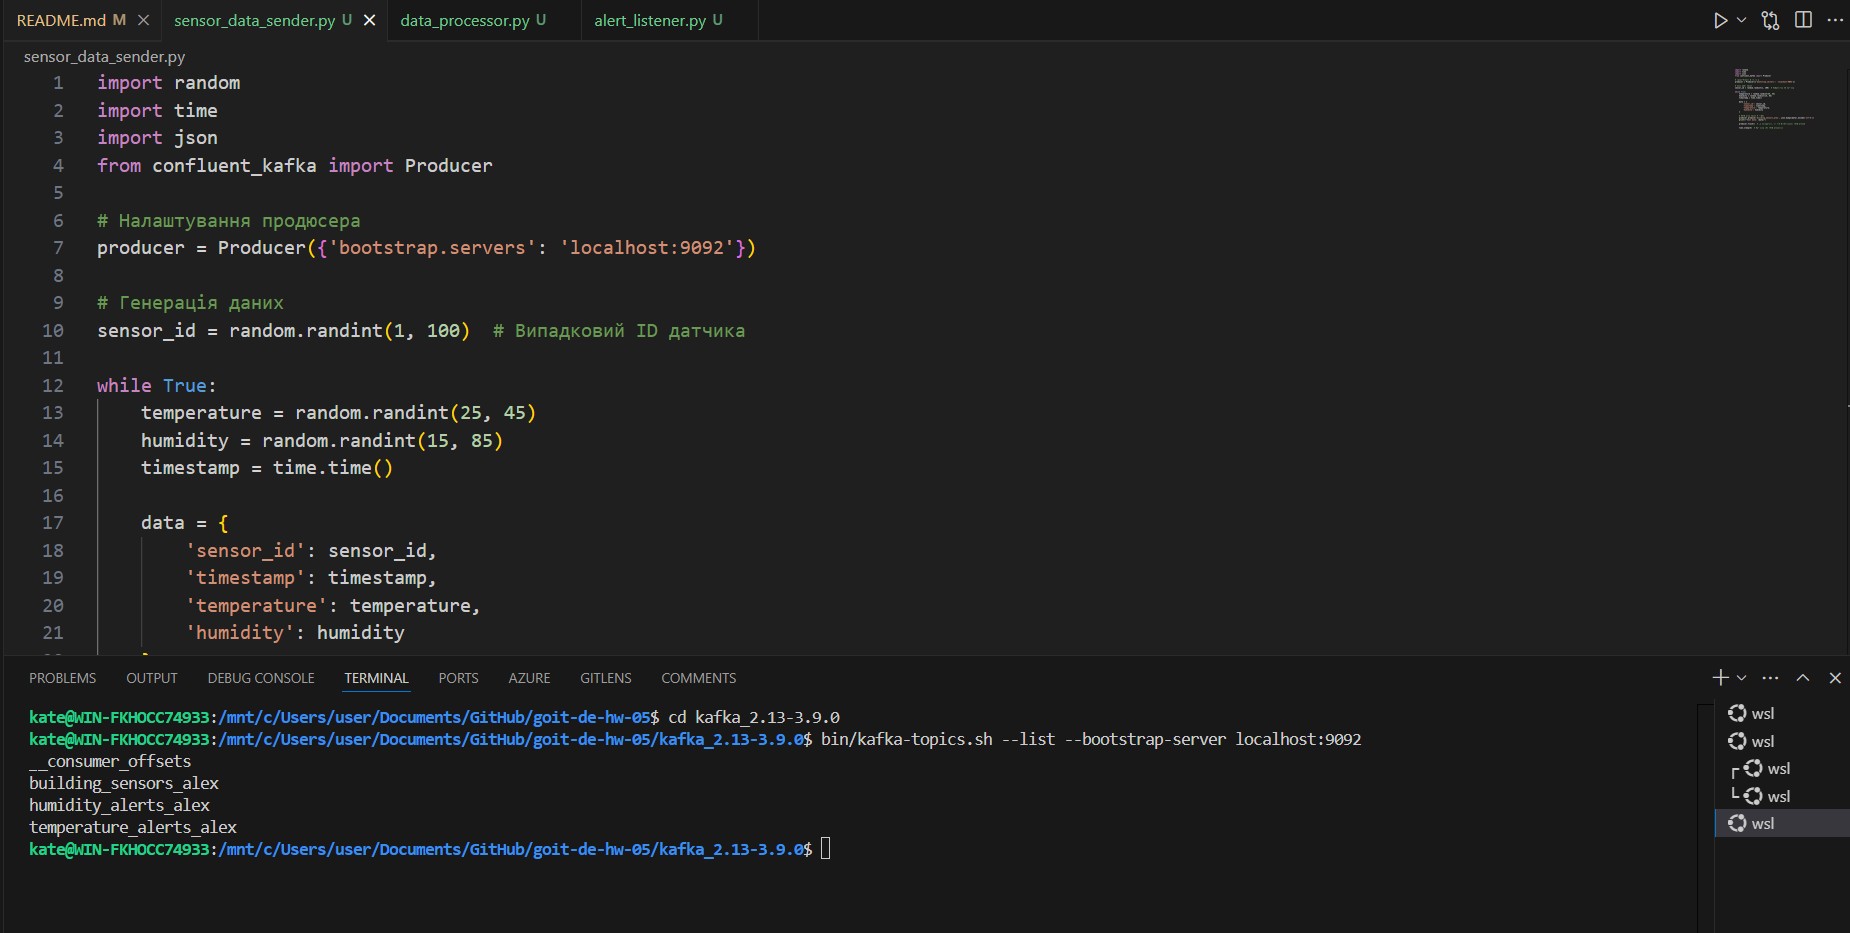 README.md M
sensor_data_sender.py U
data_processor.py U
alert_listener.py U
sensor_data_sender.py
1 import random
2 import time
3 import json
4 from confluent_kafka import Producer
5
6 # Налаштування продюсера
7 producer = Producer({'bootstrap.servers': 'localhost:9092'})
8
9 # Генерація даних
10 sensor_id = random.randint(1, 100)  # Випадковий ID датчика
11
12 while True:
13     temperature = random.randint(25, 45)
14     humidity = random.randint(15, 85)
15     timestamp = time.time()
16
17     data = {
18         'sensor_id': sensor_id,
19         'timestamp': timestamp,
20         'temperature': temperature,
21         'humidity': humidity
PROBLEMS OUTPUT DEBUG CONSOLE TERMINAL PORTS AZURE GITLENS COMMENTS
kate@WIN-FKHOCC74933:/mnt/c/Users/user/Documents/GitHub/goit-de-hw-05$ cd kafka_2.13-3.9.0
kate@WIN-FKHOCC74933:/mnt/c/Users/user/Documents/GitHub/goit-de-hw-05/kafka_2.13-3.9.0$ bin/kafka-topics.sh --list --bootstrap-server localhost:9092
__consumer_offsets
building_sensors_alex
humidity_alerts_alex
temperature_alerts_alex
kate@WIN-FKHOCC74933:/mnt/c/Users/user/Documents/GitHub/goit-de-hw-05/kafka_2.13-3.9.0$
wsl
wsl
wsl
wsl
wsl